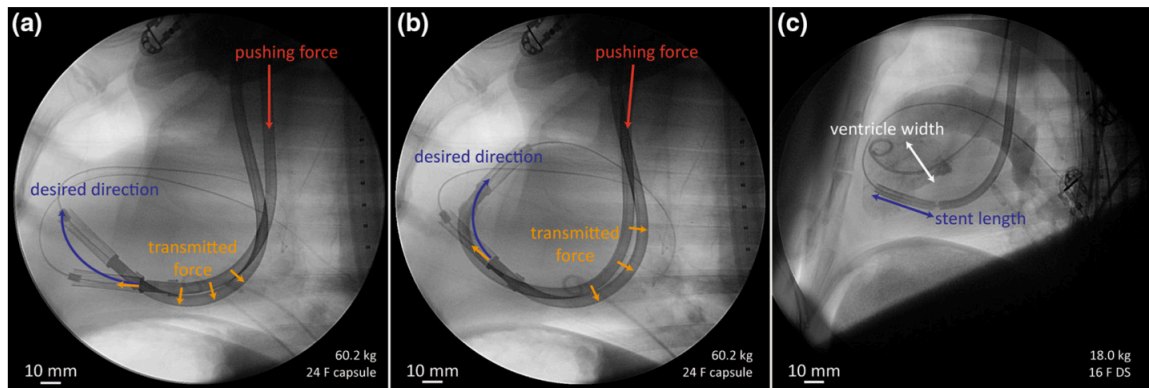 (a)
pushing force
desired direction
transmitted
force
10 mm
60.2 kg
24 F capsule
(b)
pushing force
desired direction
transmitted
force
10 mm
60.2 kg
24 F capsule
(c)
ventricle width
stent length
10 mm
18.0 kg
16 F DS